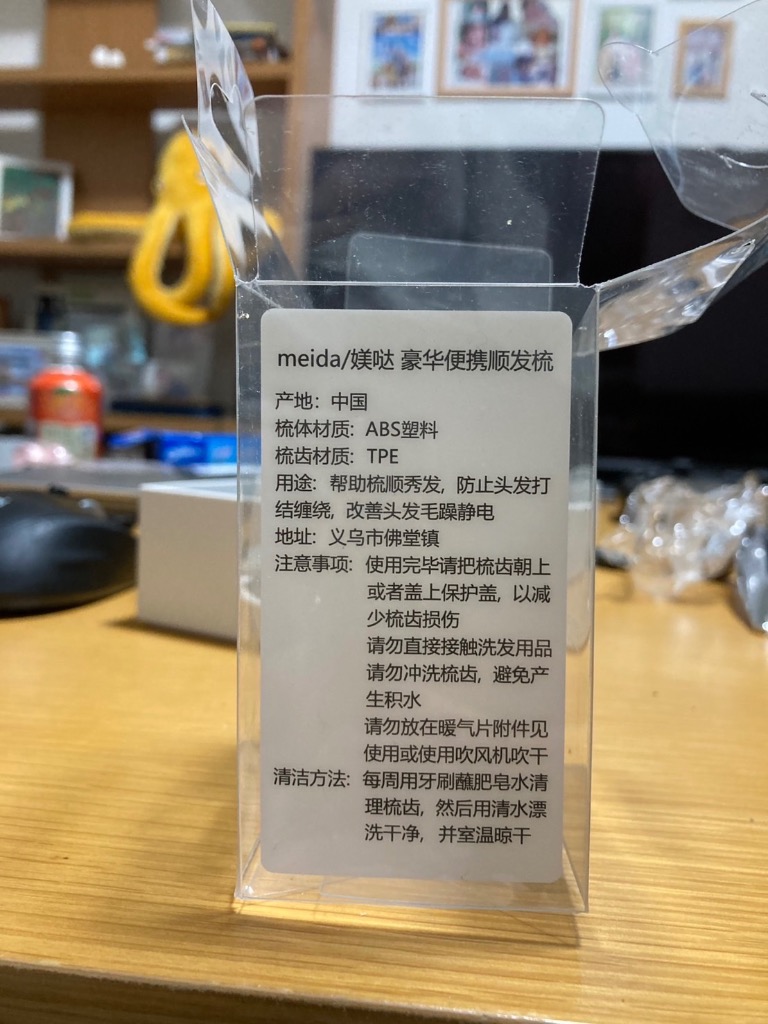 meida/媄哒 豪华便携顺发梳
产地：中国
梳体材质：ABS塑料
梳齿材质：TPE
用途：帮助梳顺秀发，防止头发打
结缠绕，改善头发毛躁静电
地址：义乌市佛堂镇
注意事项：使用完毕请把梳齿朝上
或者盖上保护盖，以减
少梳齿损伤
请勿直接接触洗发用品
请勿冲洗梳齿，避免产
生积水
请勿放在暖气片附件见
使用或使用吹风机吹干
清洁方法：每周用牙刷蘸肥皂水清
理梳齿，然后用清水漂
洗干净，并室温晾干